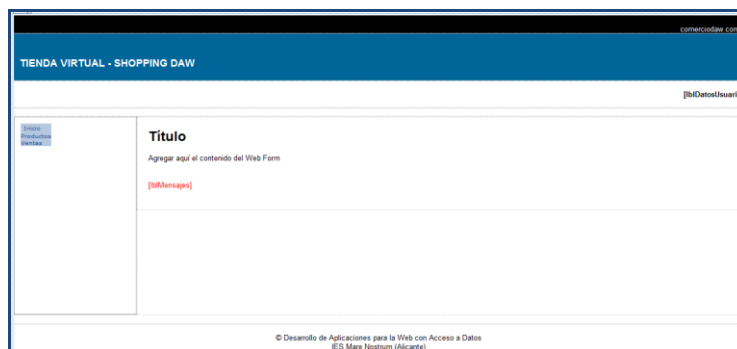 comerciodaw.com
TIENDA VIRTUAL - SHOPPING DAW
[lblDatosUsuari
Inicio
Productos
Ventas
Título
Agregar aquí el contenido del Web Form
[lblMensajes]
© Desarrollo de Aplicaciones para la Web con Acceso a Datos
IES Mare Nostrum (Alicante)